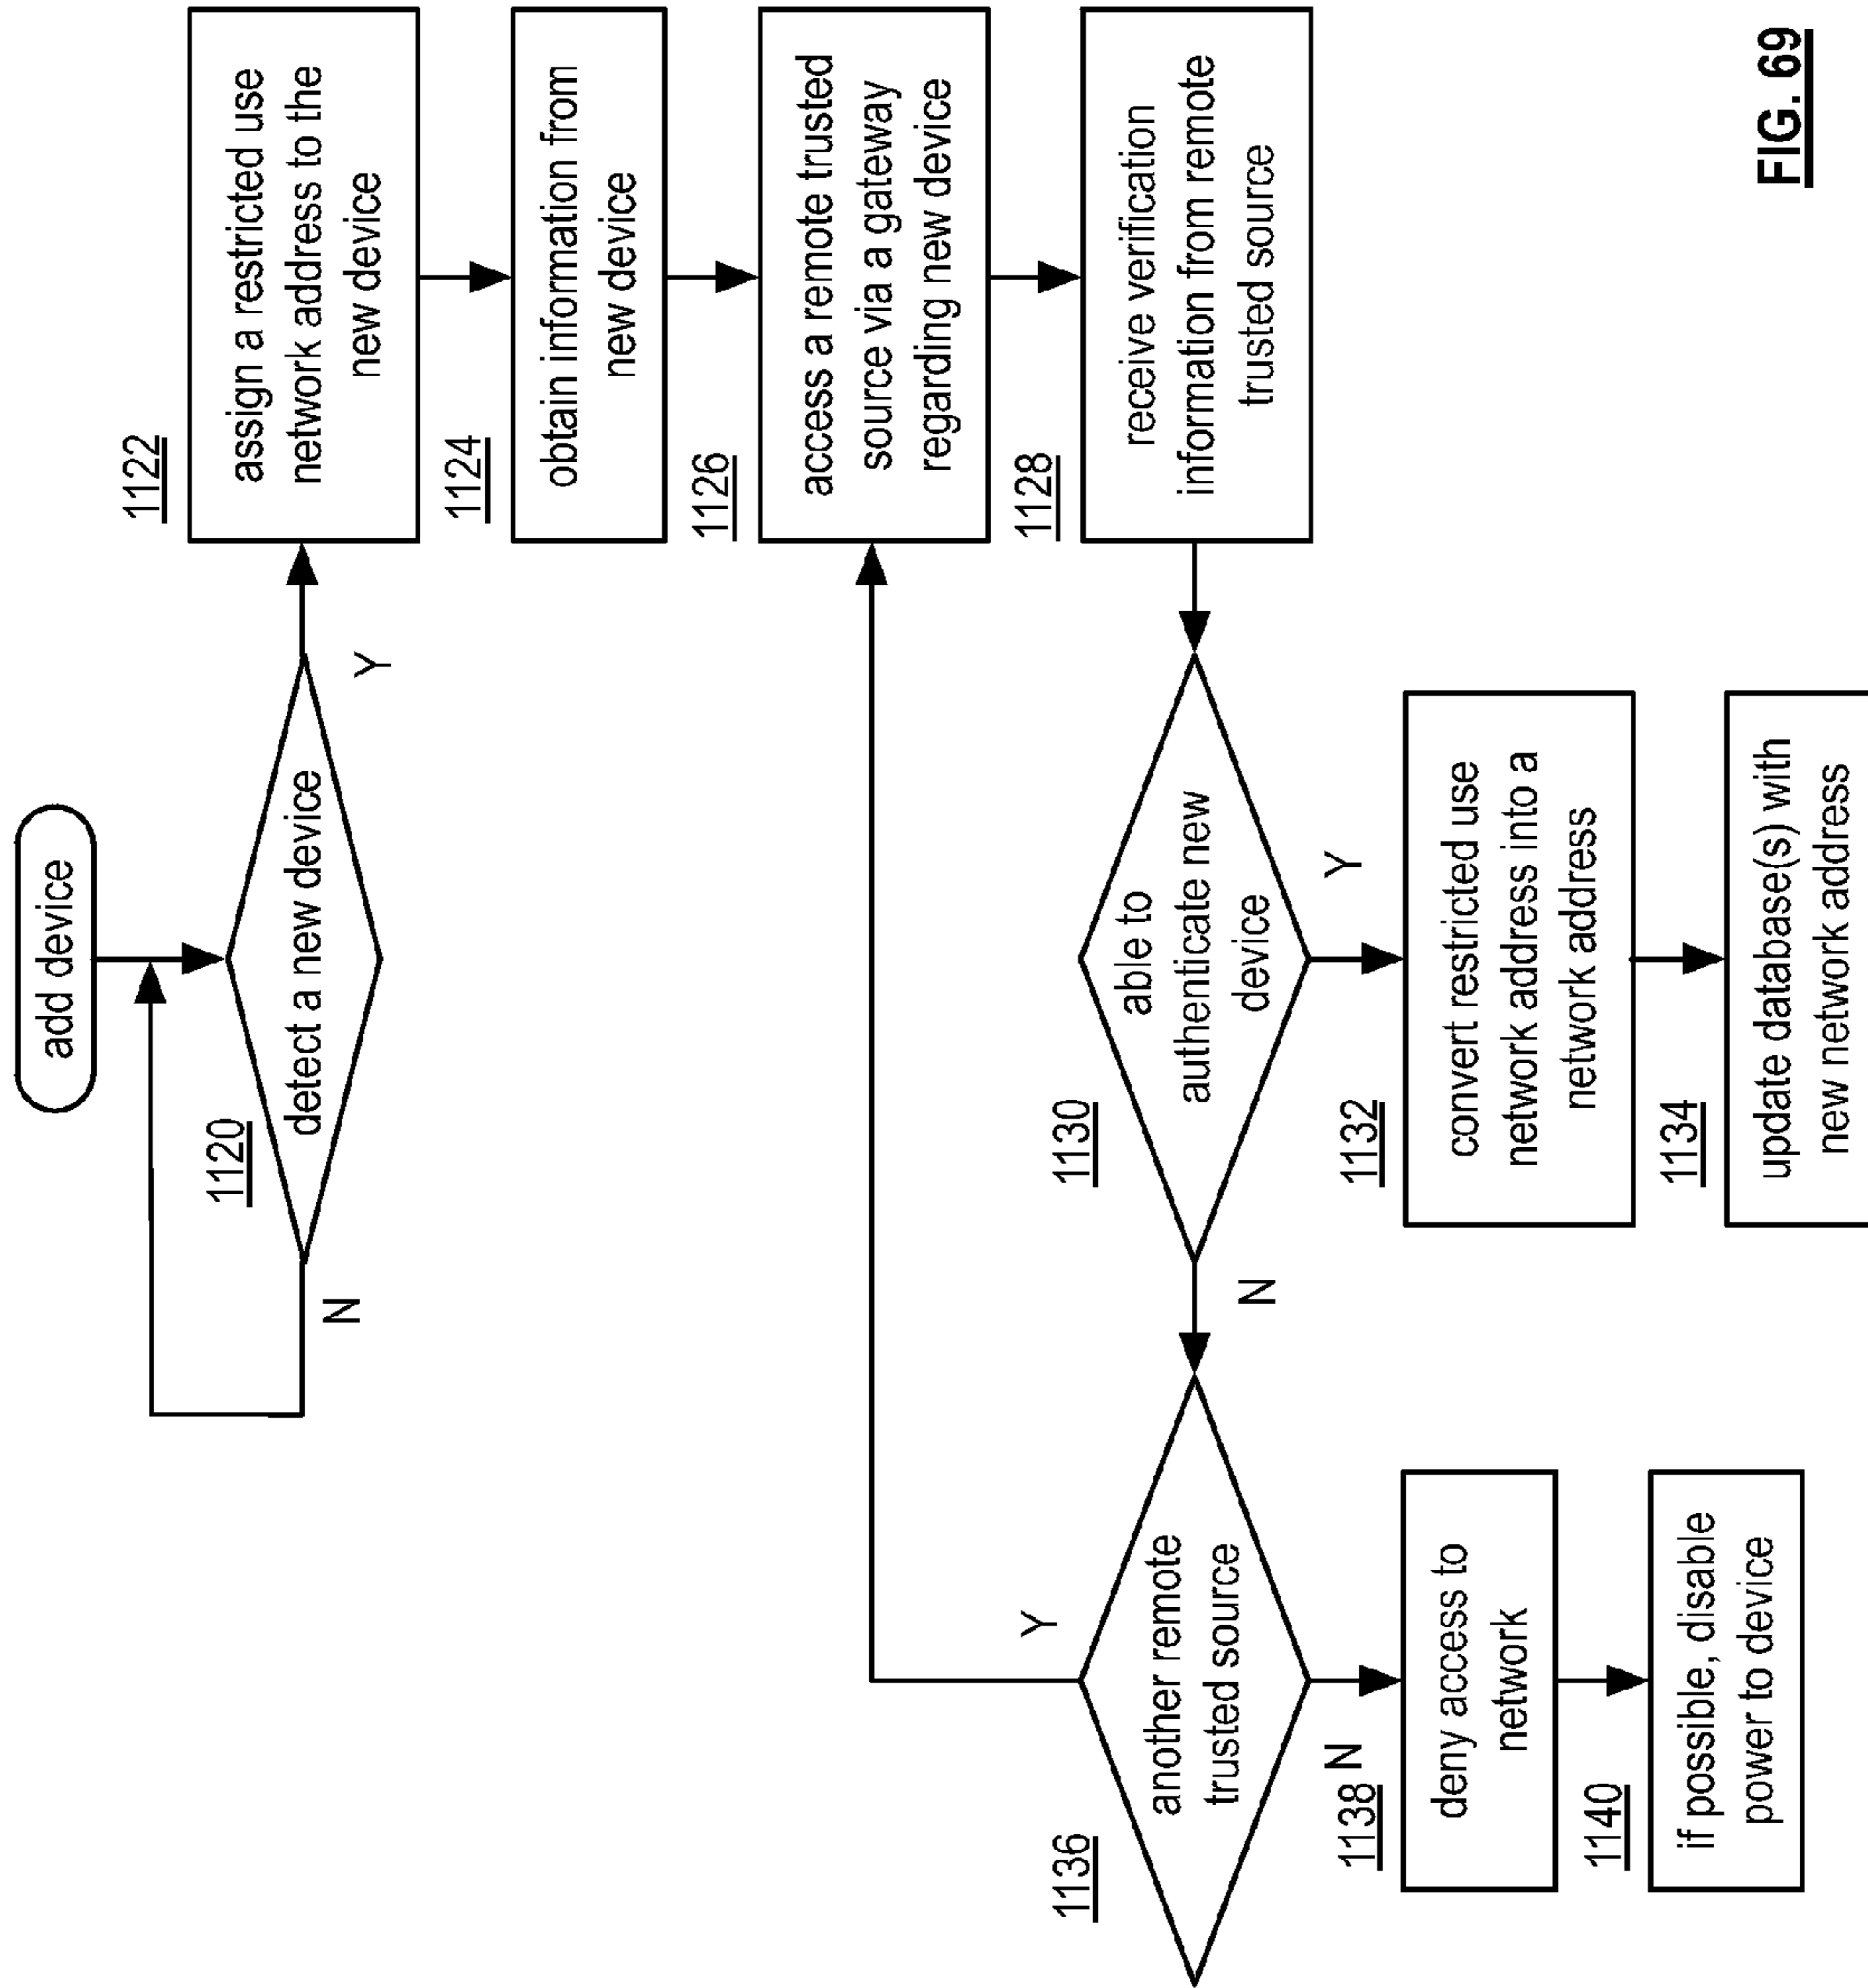 add device
1120
detect a new device
N
Y
1122
assign a restricted use
network address to the
new device
1124
obtain information from
new device
1126
access a remote trusted
source via a gateway
regarding new device
1128
receive verification
information from remote
trusted source
1130
able to
authenticate new
device
Y
N
1132
convert restricted use
network address into a
network address
1134
update databases(s) with
new network address
1136
another remote
trusted source
Y
N
1138
deny access to
network
1140
if possible, disable
power to device
FIG. 69